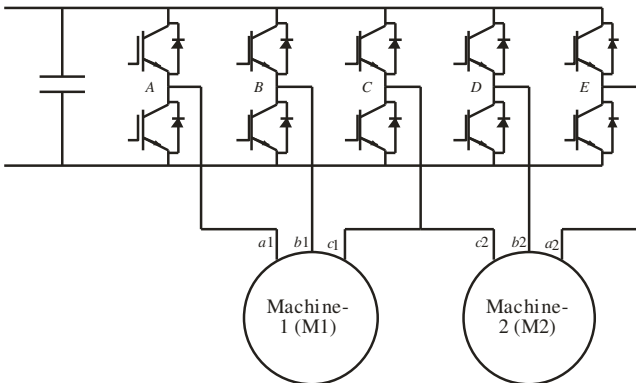 A B C D E
a1 b1 c1 c2 b2 a2
Machine-
1 (M1)
Machine-
2 (M2)